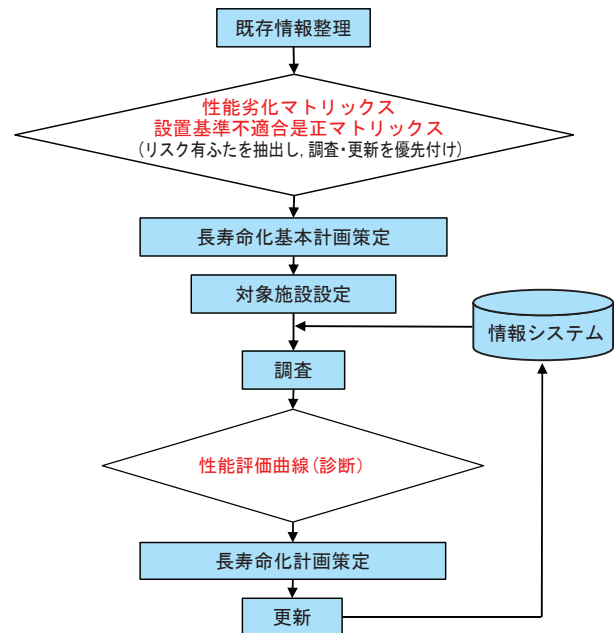 既存情報整理
性能劣化マトリックス
設置基準不適合是正マトリックス
(リスク有ふたを抽出し,調査・更新を優先付け)
長寿命化基本計画策定
対象施設設定
情報システム
調査
性能評価曲線(診断)
長寿命化計画策定
更新